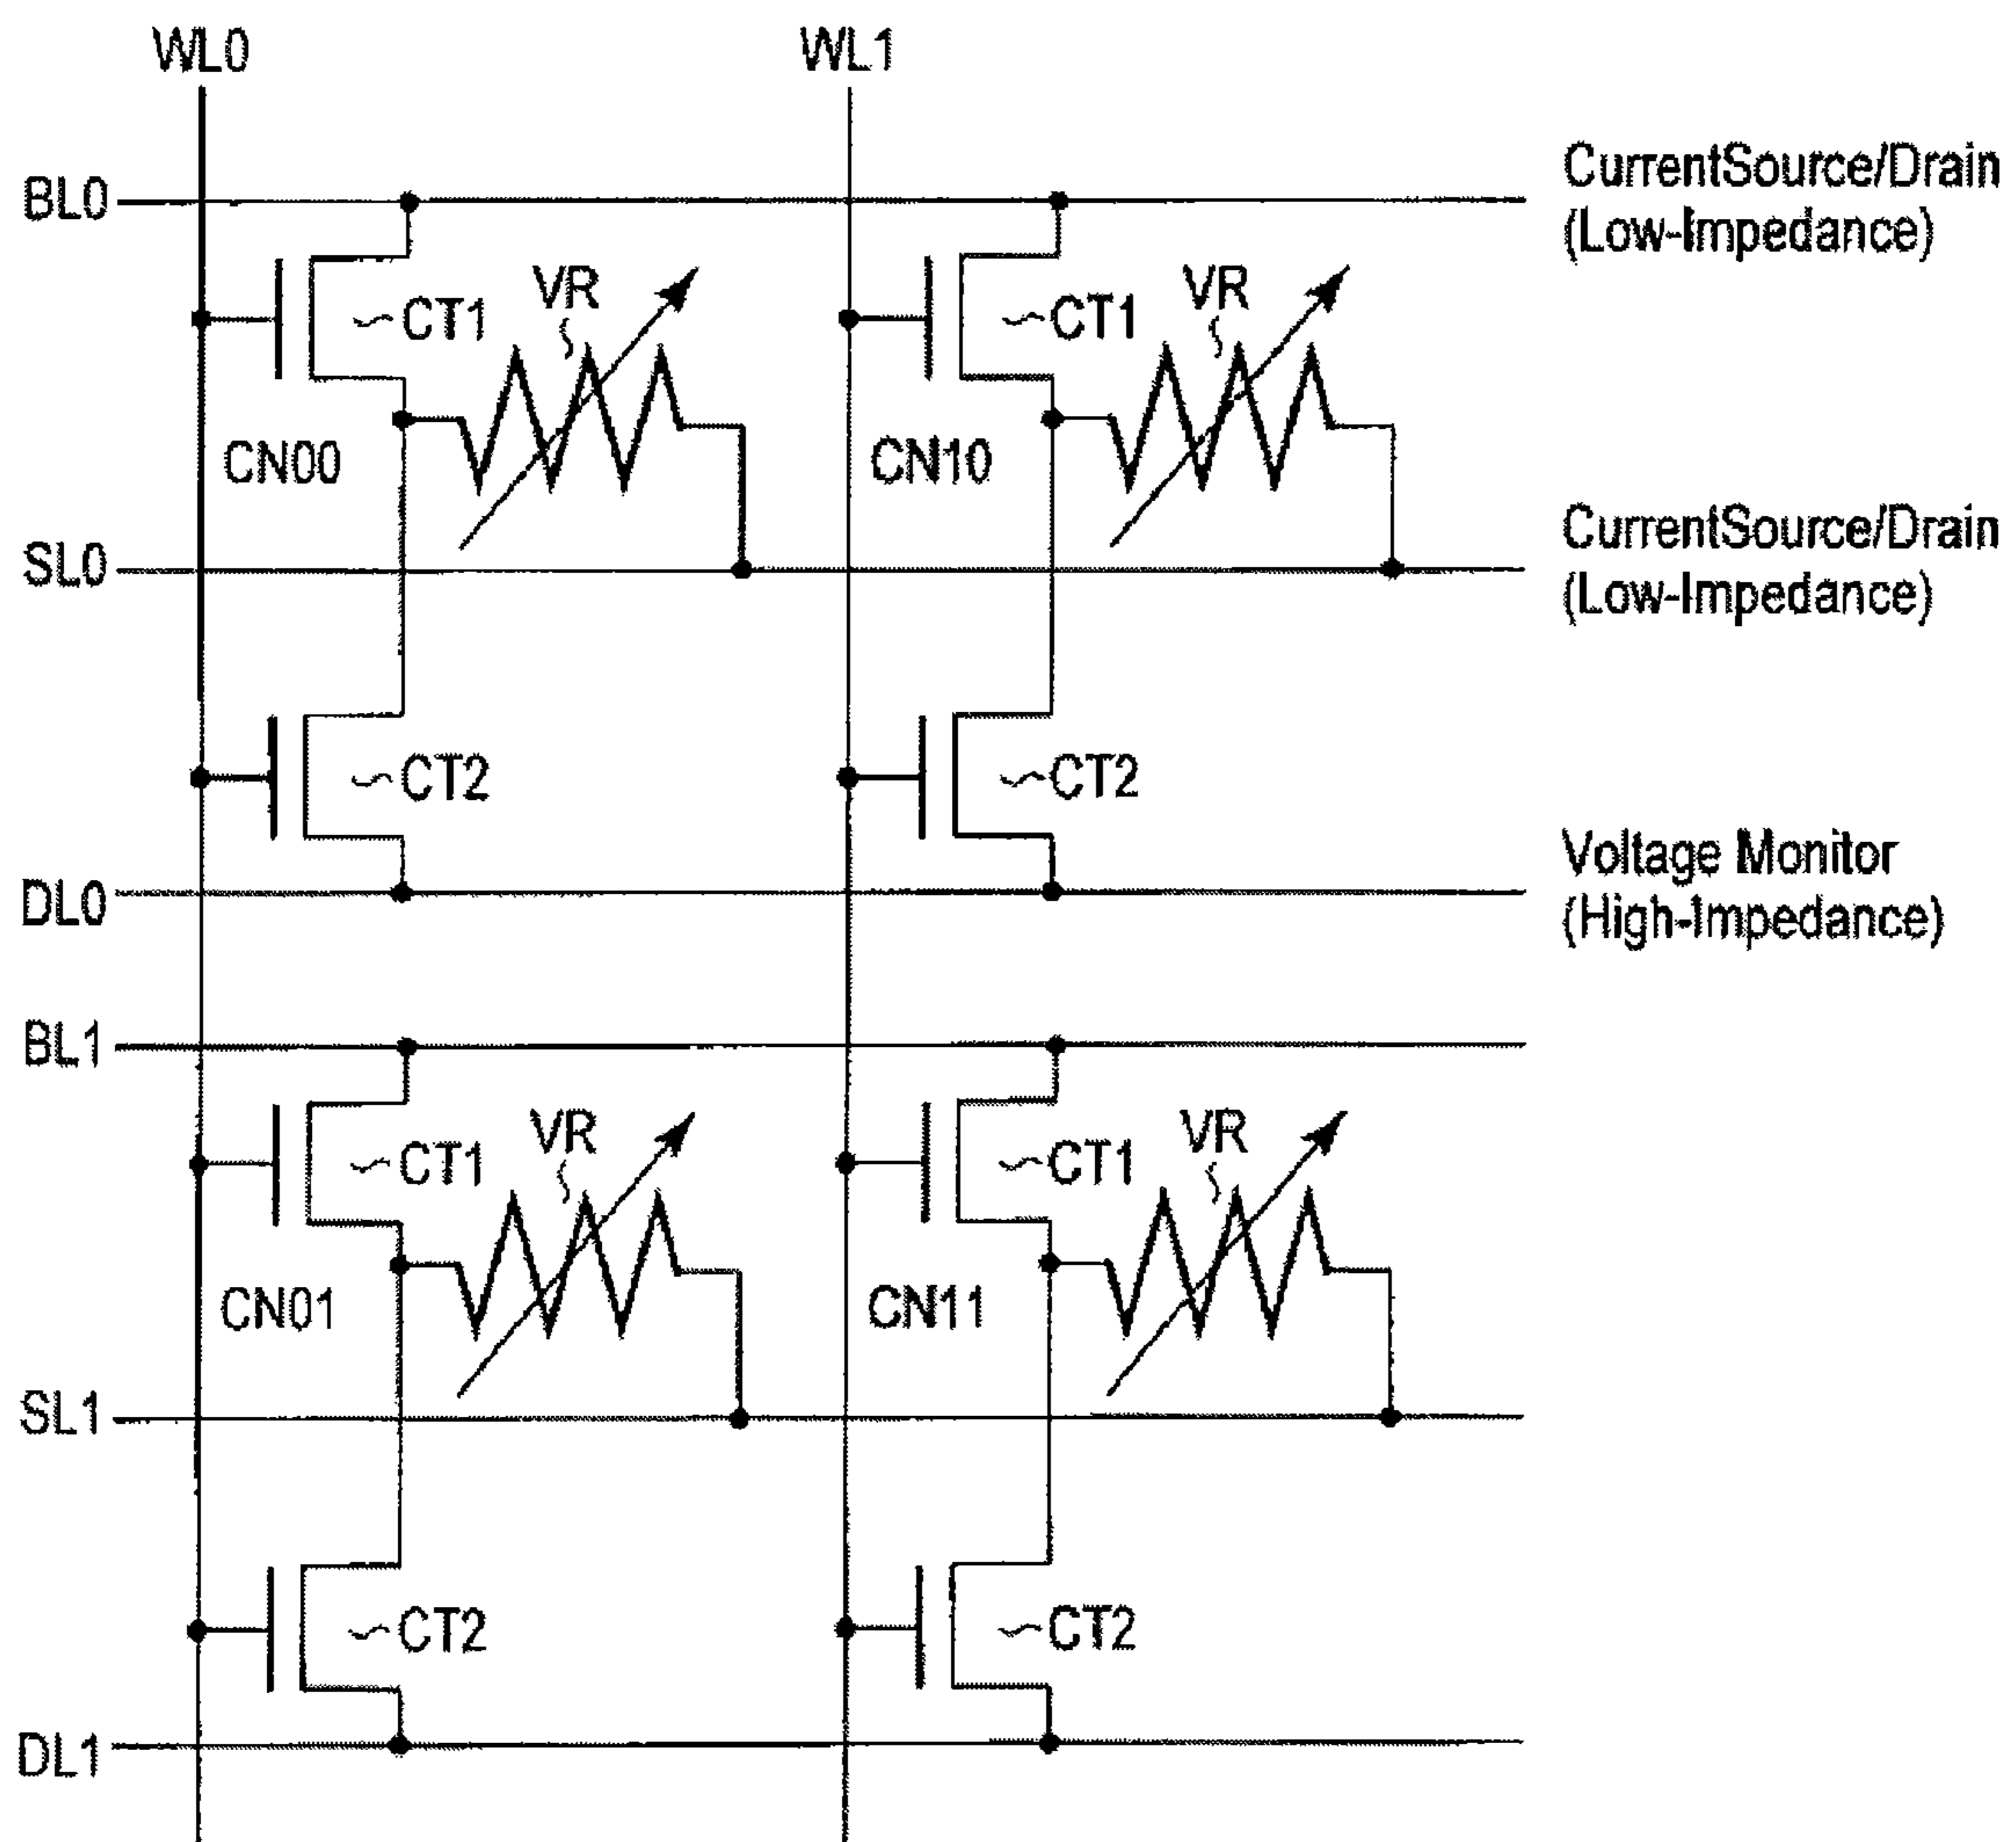 WL0 WL1
BL0 CurrentSource/Drain
(Low-Impedance)
CT1 VR CT1 VR
CN00 CN10
SL0 CurrentSource/Drain
(Low-Impedance)
CT2 CT2
DL0 Voltage Monitor
(High-Impedance)
BL1
CT1 VR CT1 VR
CN01 CN11
SL1
CT2 CT2
DL1